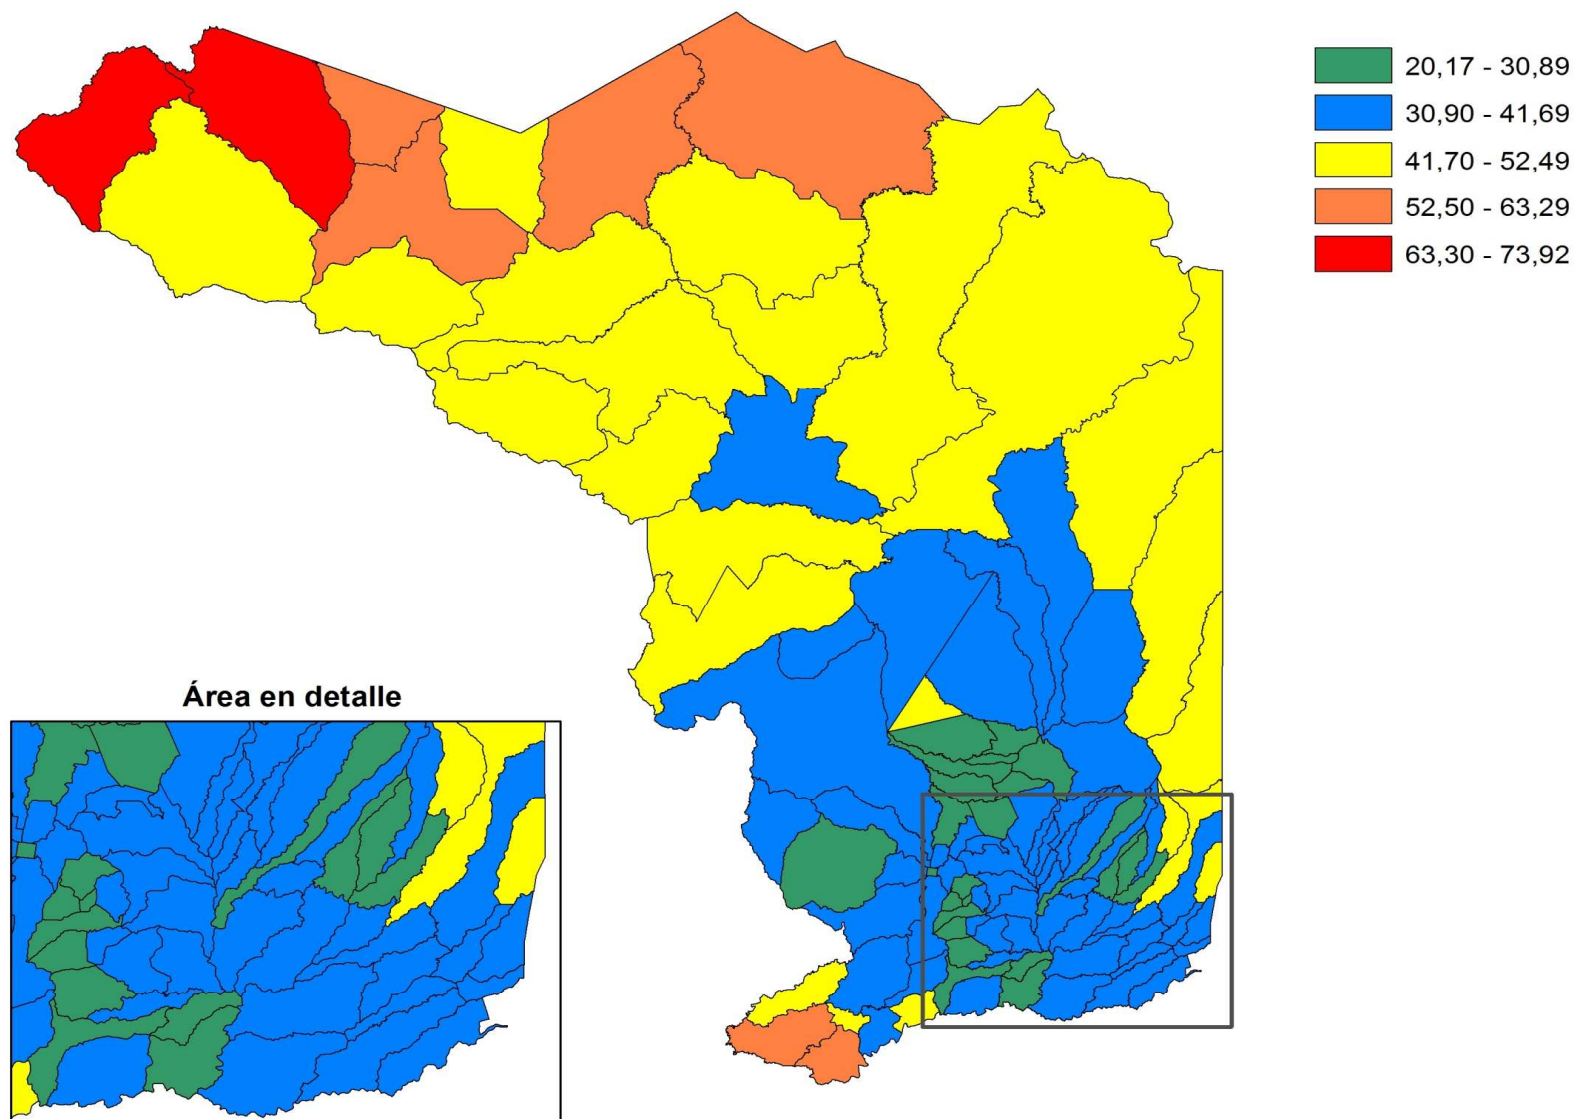 20,17 - 30,89
30,90 - 41,69
41,70 - 52,49
52,50 - 63,29
63,30 - 73,92
Área en detalle